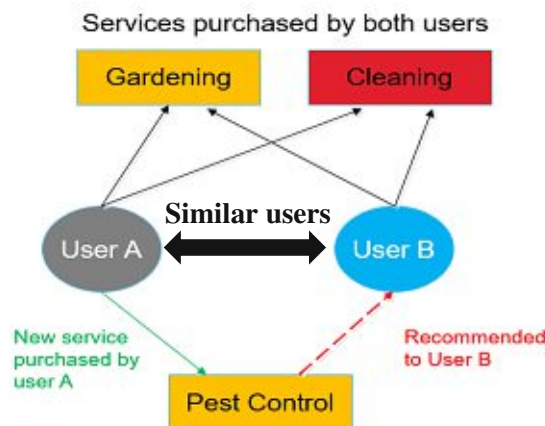 Services purchased by both users
Gardening
Cleaning
Similar users
User A
User B
New service
purchased by
user A
Recommended
to User B
Pest Control